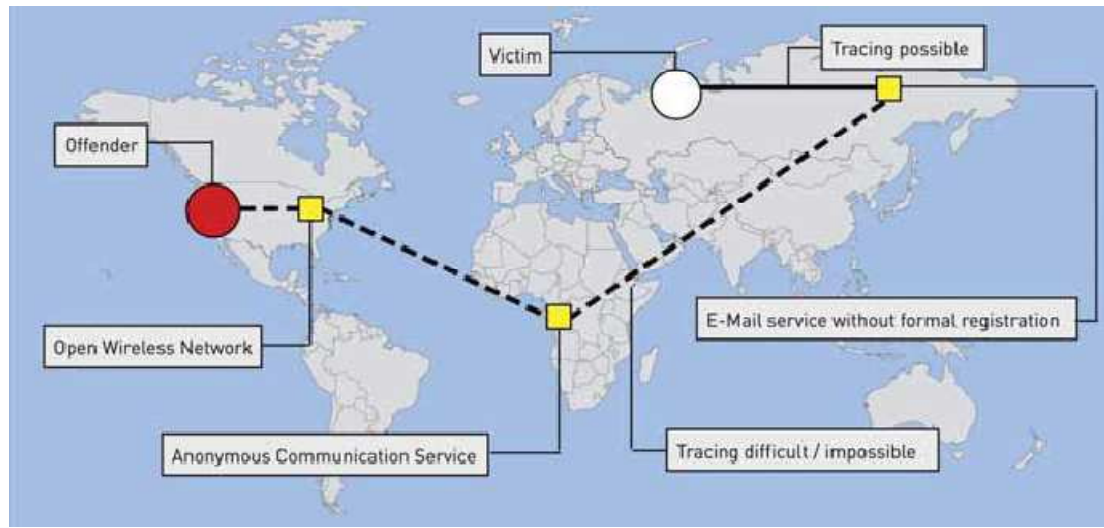 Victim
Tracing possible
Offender
E-Mail service without formal registration
Open Wireless Network
Anonymous Communication Service
Tracing difficult / impossible